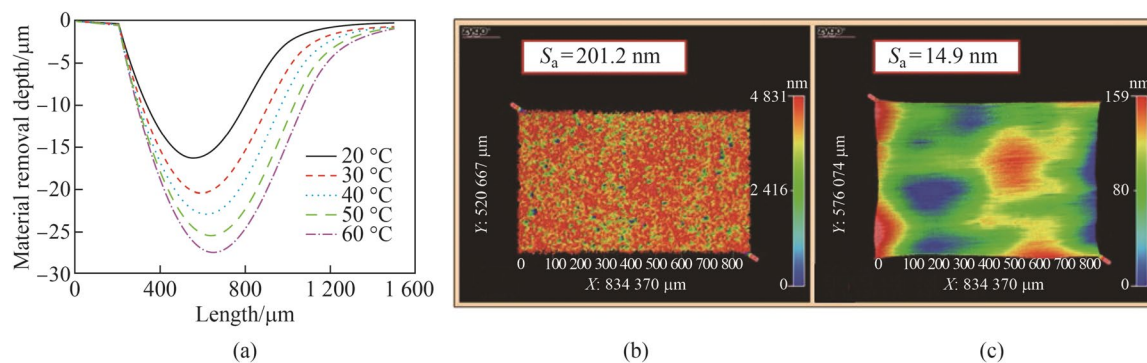 0
−5
−10
−15
−20
−25
−30
Material removal depth/μm
20 °C
30 °C
40 °C
50 °C
60 °C
0
400
800
1 200
1 600
Length/μm
(a)
zygo
Sa=201.2 nm
nm
4 831
2 416
0
Y: 520 667 μm
0 100 200 300 400 500 600 700 800
X: 834 370 μm
(b)
zygo
Sa=14.9 nm
nm
159
80
0
Y: 576 074 μm
0 100 200 300 400 500 600 700 800
X: 834 370 μm
(c)